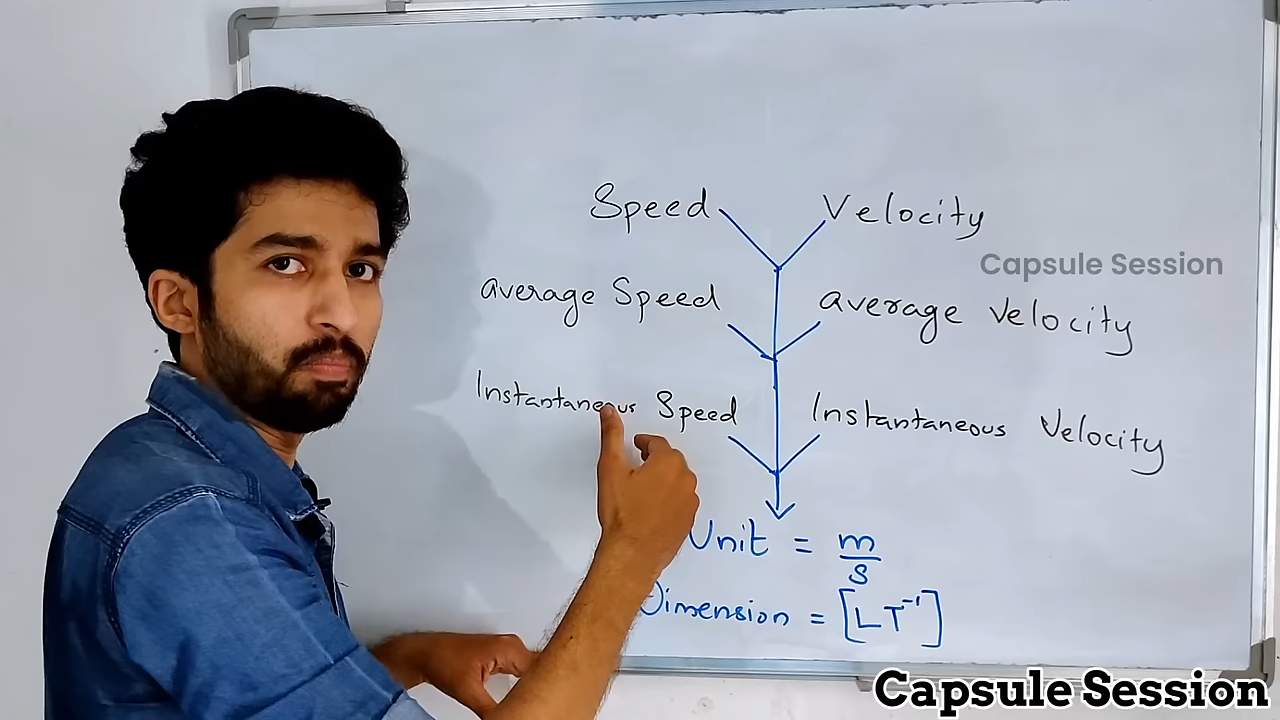 Speed Velocity
Capsule Session
average Speed average Velocity
Instantaneous Speed Instantaneous Velocity
Unit = m/s
Dimension = [LT⁻¹]
Capsule Session